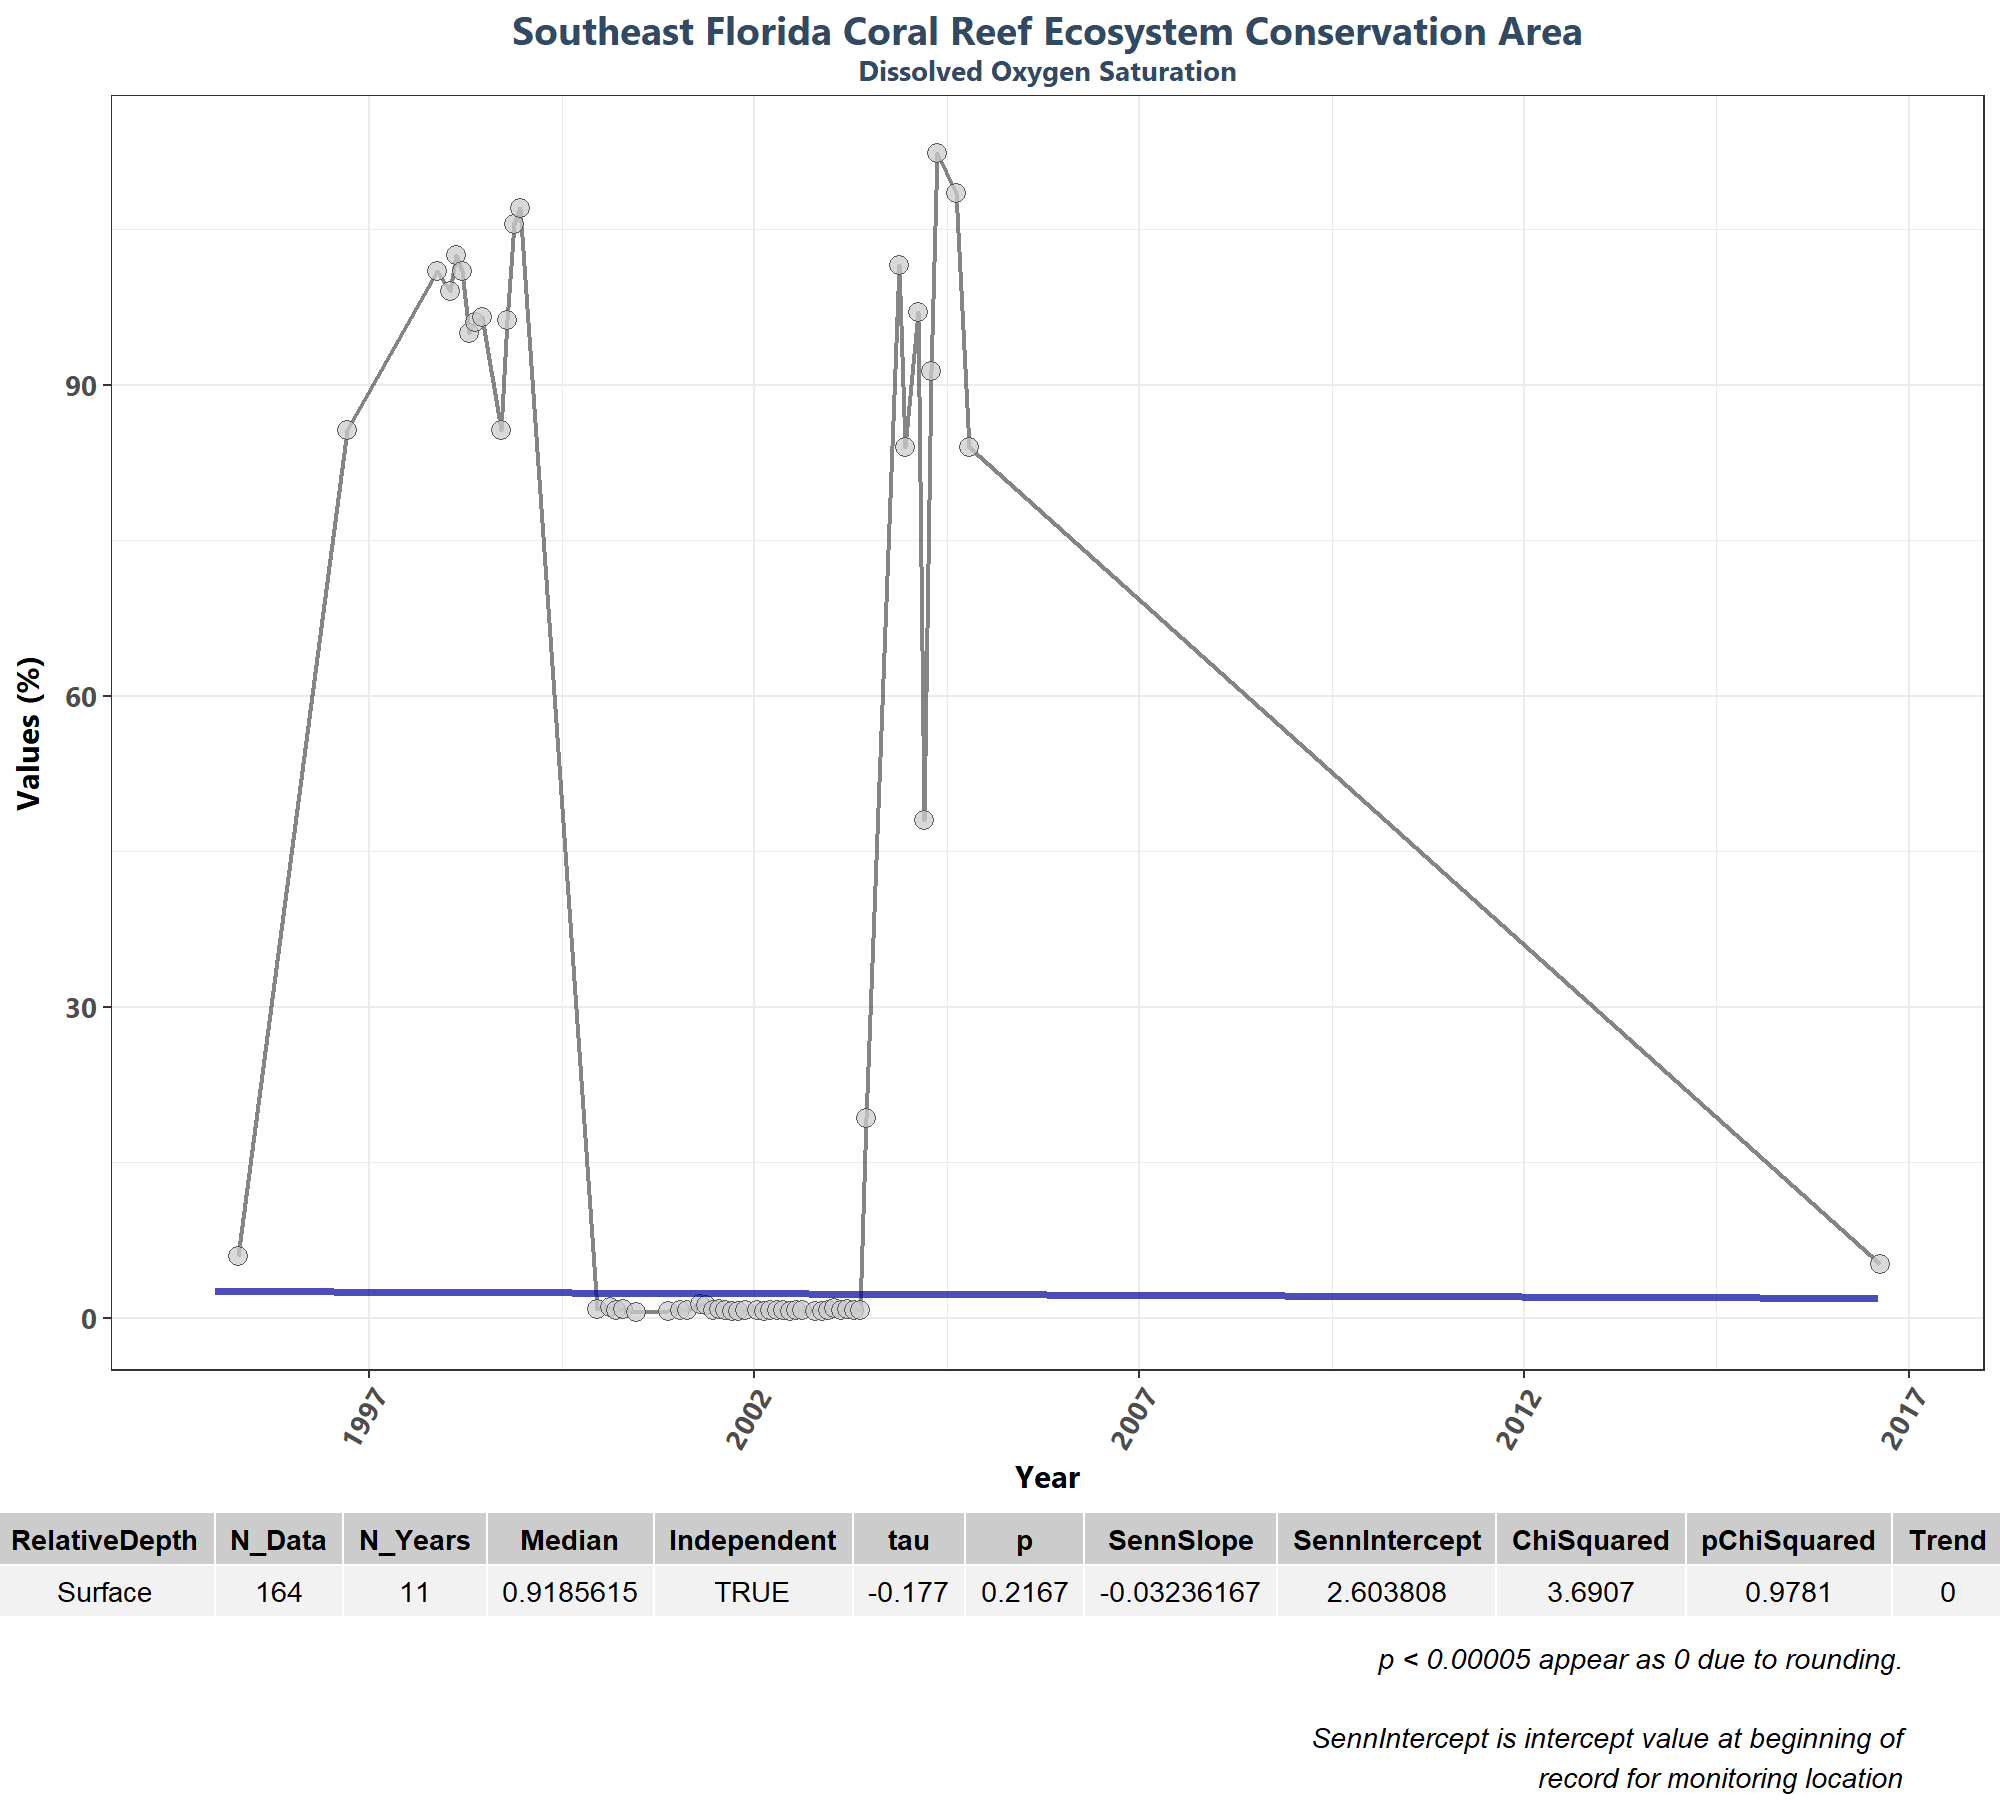 Southeast Florida Coral Reef Ecosystem Conservation Area
Dissolved Oxygen Saturation
Values (%)
90
60
30
0
1997
2002
2007
2012
2017
Year
RelativeDepth N_Data N_Years Median Independent tau p SennSlope SennIntercept ChiSquared pChiSquared Trend
Surface 164 11 0.9185615 TRUE -0.177 0.2167 -0.03236167 2.603808 3.6907 0.9781 0
p < 0.00005 appear as 0 due to rounding.
SennIntercept is intercept value at beginning of
record for monitoring location